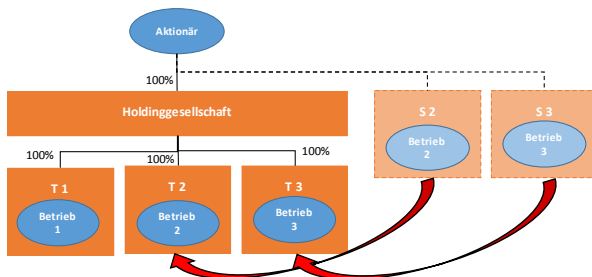 Aktionär
100%
Holdinggesellschaft
S 2
Betrieb
2
S 3
Betrieb
3
100%
100%
100%
T 1
Betrieb
1
T 2
Betrieb
2
T 3
Betrieb
3